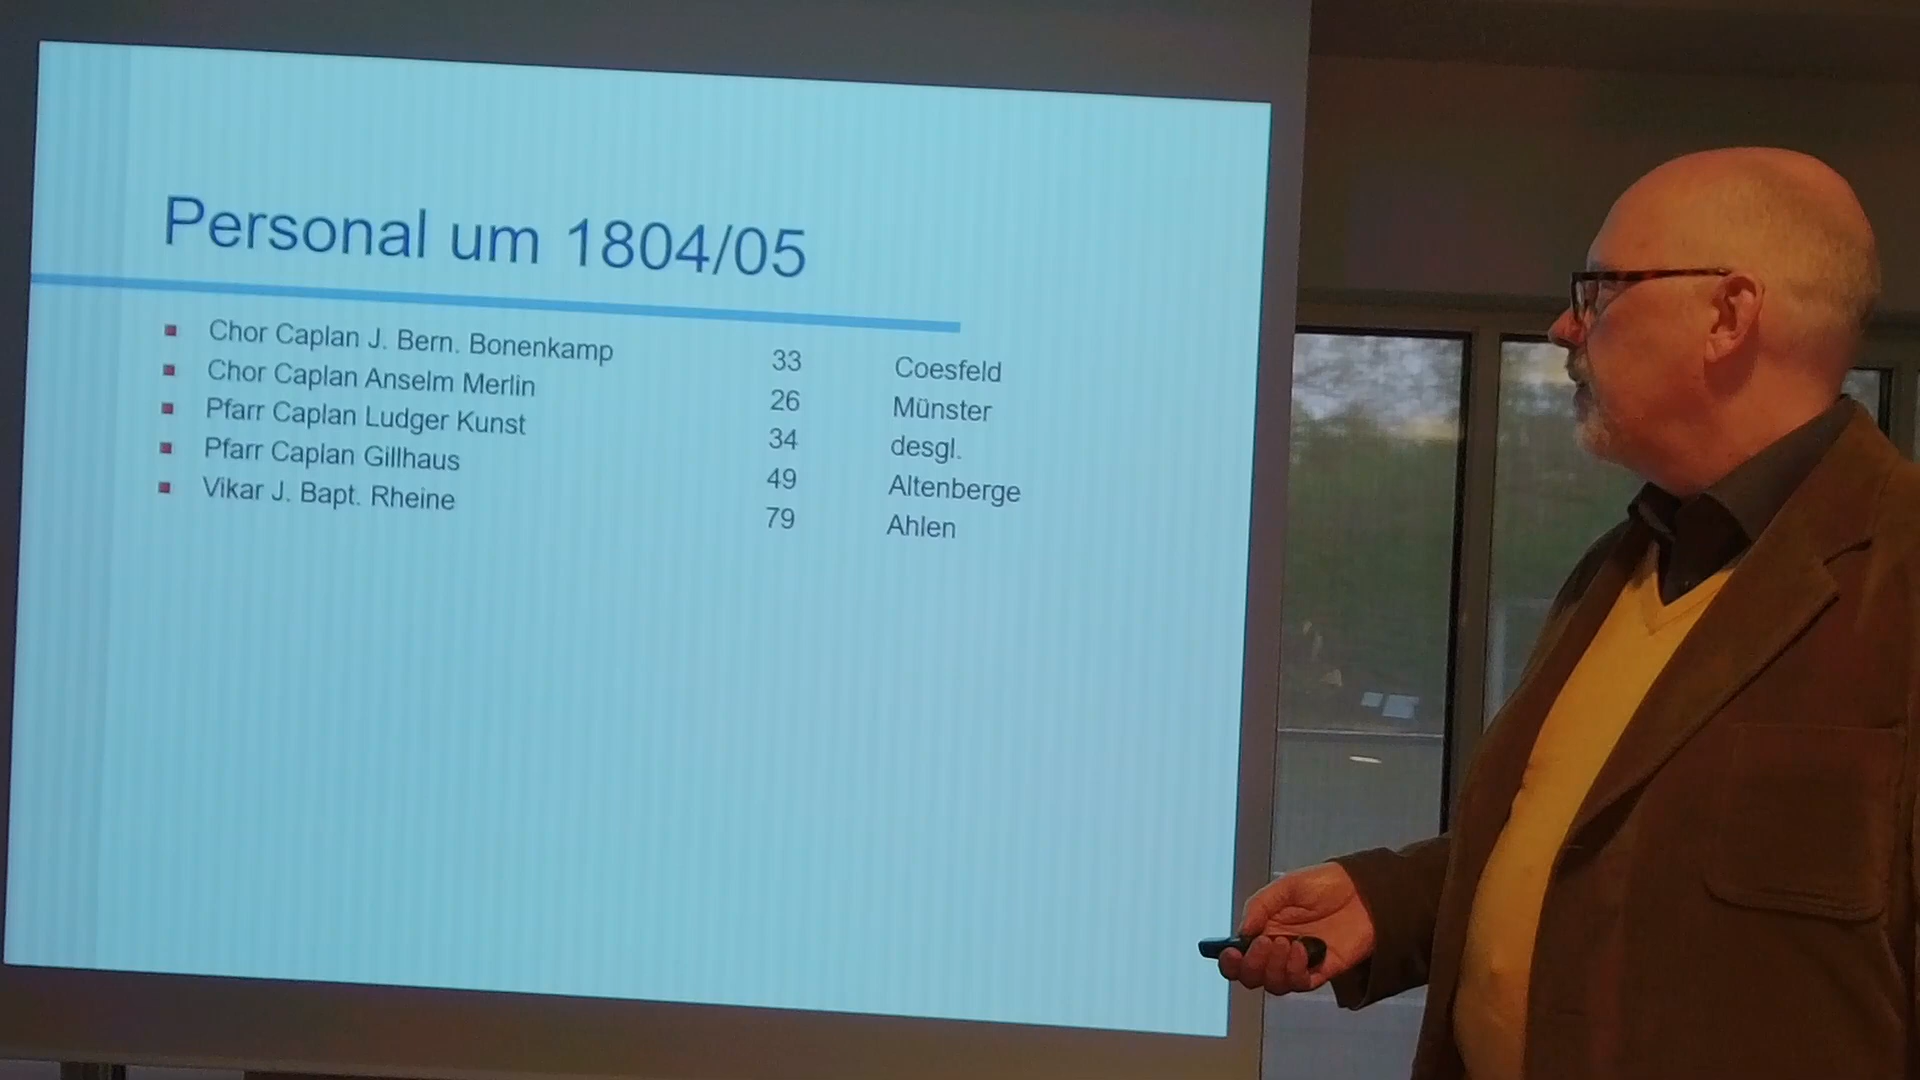 Personal um 1804/05
Chor Caplan J. Bern. Bonenkamp 33 Coesfeld
Chor Caplan Anselm Merlin 26 Münster
Pfarr Caplan Ludger Kunst 34 desgl.
Pfarr Caplan Gillhaus 49 Altenberge
Vikar J. Bapt. Rheine 79 Ahlen